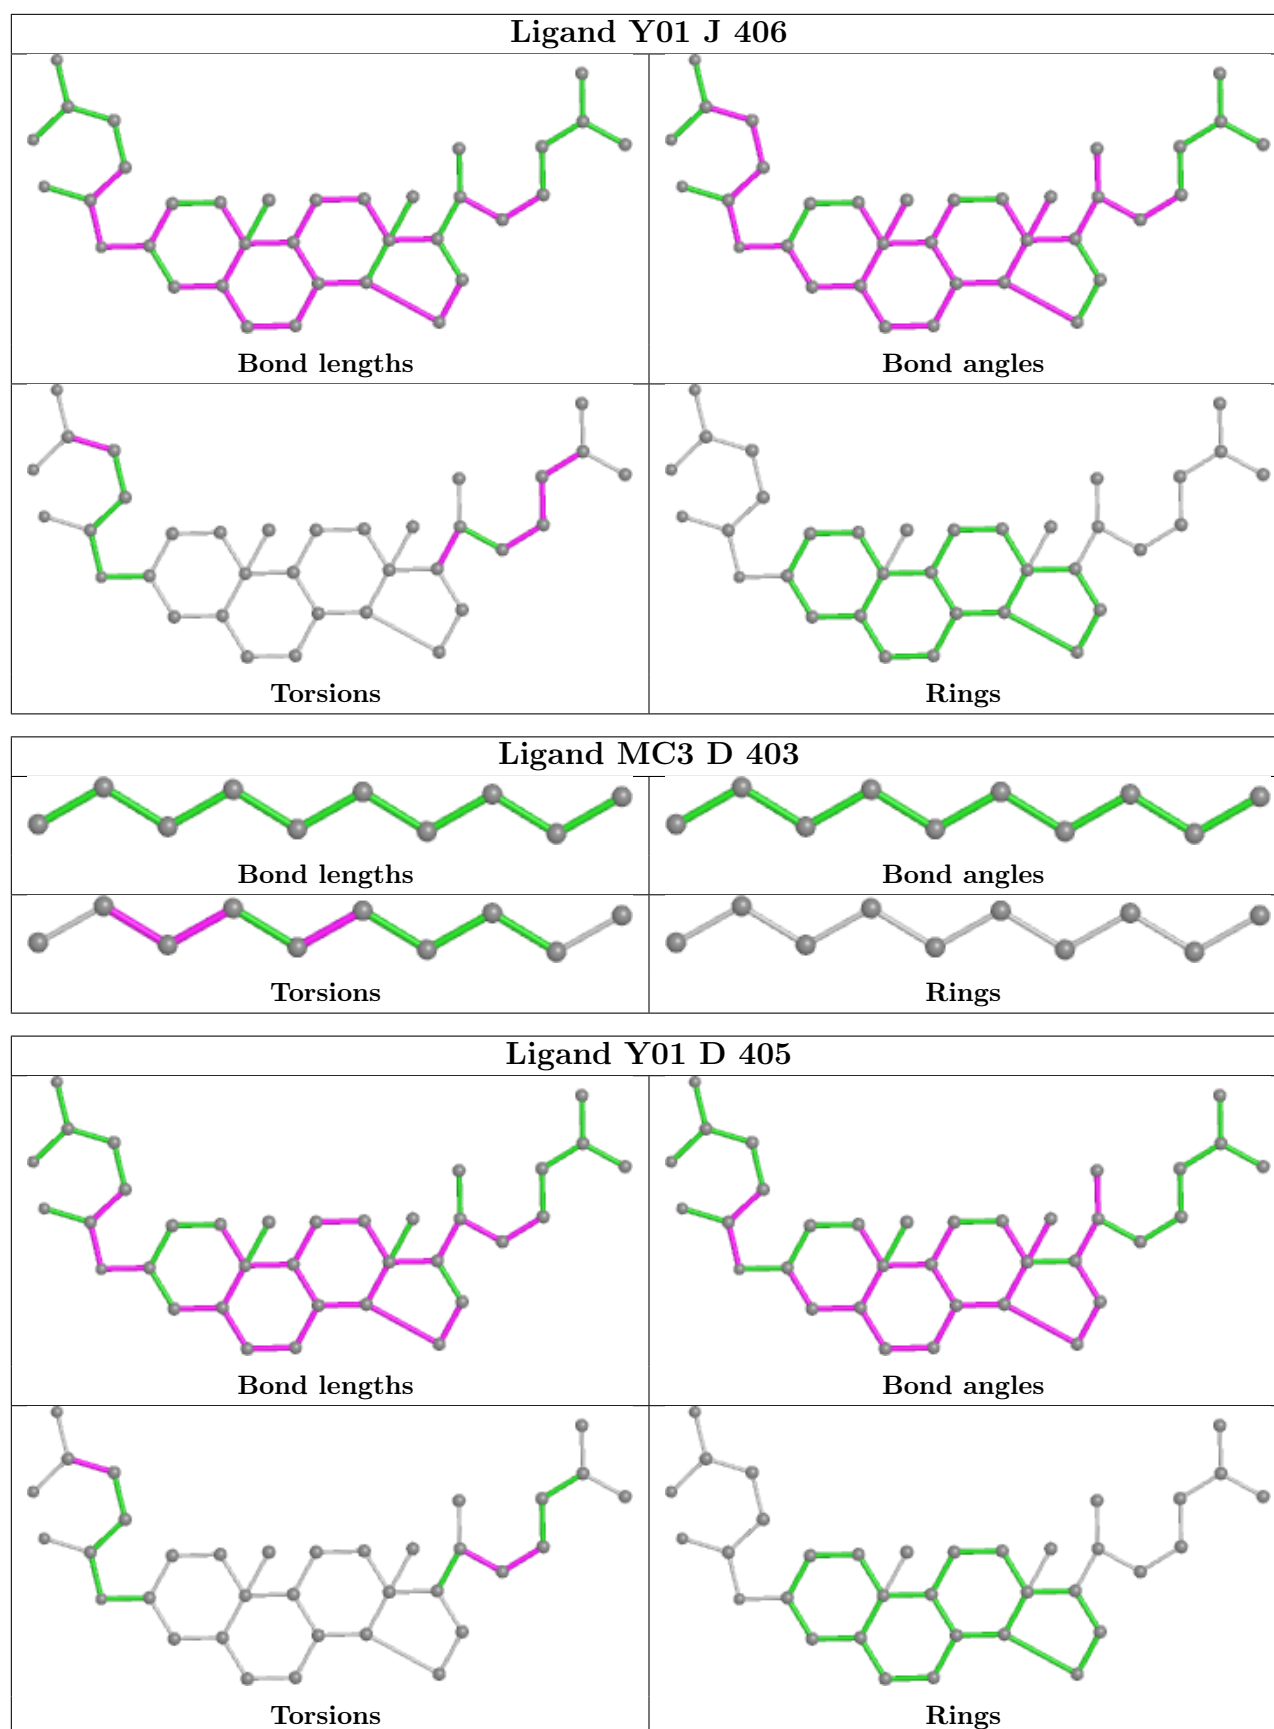 Ligand Y01 J 406
Bond lengths
Bond angles
Torsions
Rings
Ligand MC3 D 403
Bond lengths
Bond angles
Torsions
Rings
Ligand Y01 D 405
Bond lengths
Bond angles
Torsions
Rings